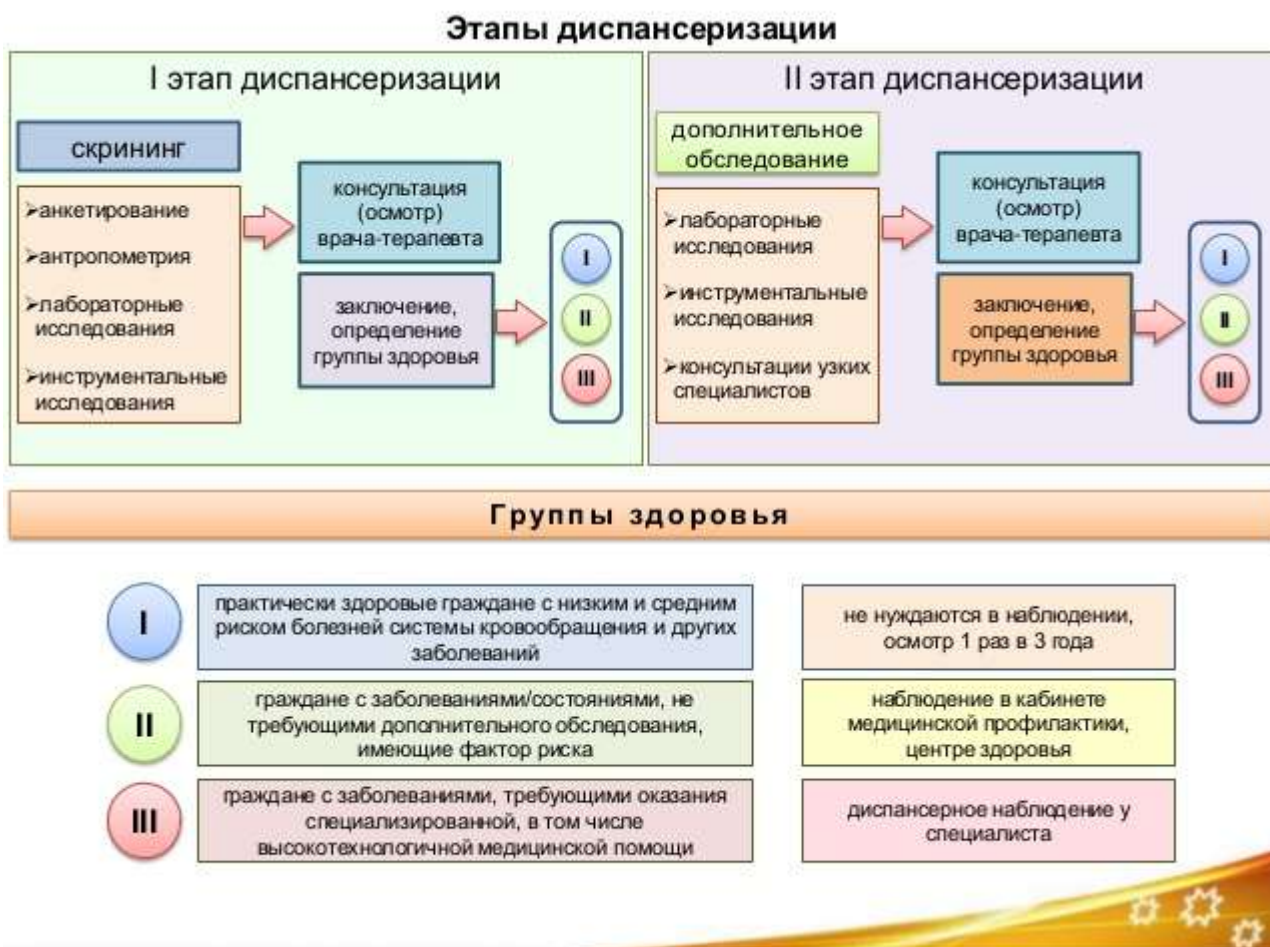 Этапы диспансеризации
I этап диспансеризации
скрининг
➢анкетирование
➢антропометрия
➢лабораторные
исследования
➢инструментальные
исследования
консультация
(осмотр)
врача-терапевта
заключение,
определение
группы здоровья
I
II
III
II этап диспансеризации
дополнительное
обследование
➢лабораторные
исследования
➢инструментальные
исследования
➢консультации узких
специалистов
консультация
(осмотр)
врача-терапевта
заключение,
определение
группы здоровья
I
II
III
Группы здоровья
I
практически здоровые граждане с низким и средним
риском болезней системы кровообращения и других
заболеваний
не нуждаются в наблюдении,
осмотр 1 раз в 3 года
II
граждане с заболеваниями/состояниями, не
требующими дополнительного обследования,
имеющие фактор риска
наблюдение в кабинете
медицинской профилактики,
центре здоровья
III
граждане с заболеваниями, требующими оказания
специализированной, в том числе
высокотехнологичной медицинской помощи
диспансерное наблюдение у
специалиста